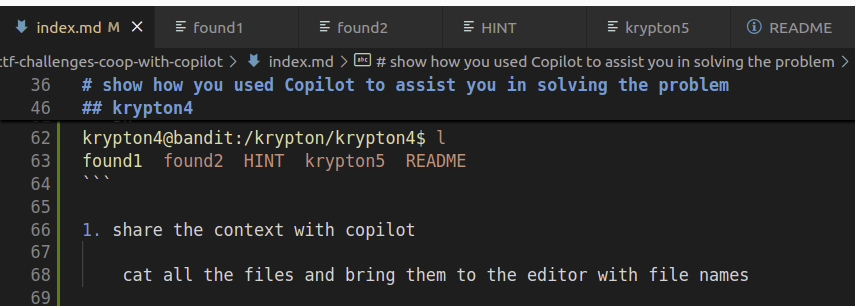 index.md M × found1 found2 HINT krypton5 README
ctf-challenges-coop-with-copilot > index.md > # show how you used Copilot to assist you in solving the problem >
36 # show how you used Copilot to assist you in solving the problem
46 ## krypton4
62 krypton4@bandit:/krypton/krypton4$ l
63 found1 found2 HINT krypton5 README
64 ```
65
66 1. share the context with copilot
67
68 cat all the files and bring them to the editor with file names
69